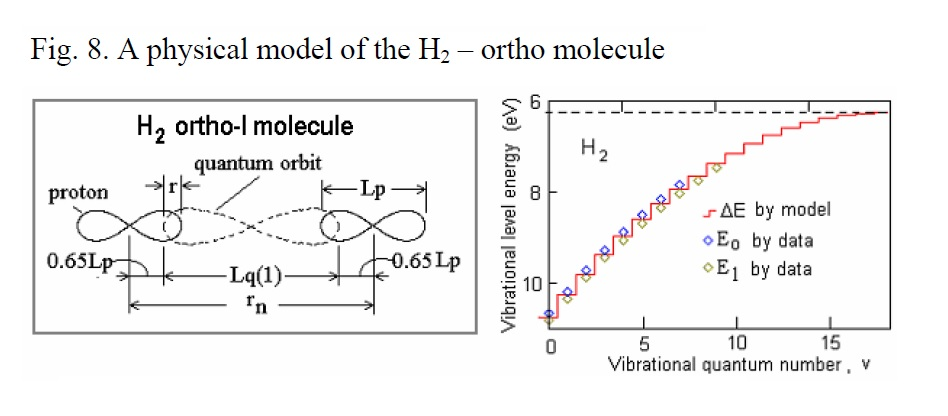 Fig. 8. A physical model of the H₂ – ortho molecule
H₂ ortho-I molecule
quantum orbit
proton
r
Lp
0.65Lp
Lq(1)
0.65 Lp
rₙ
Vibrational level energy (eV)
6
8
10
H₂
ΔE by model
E₀ by data
E₁ by data
0 5 10 15
Vibrational quantum number, v